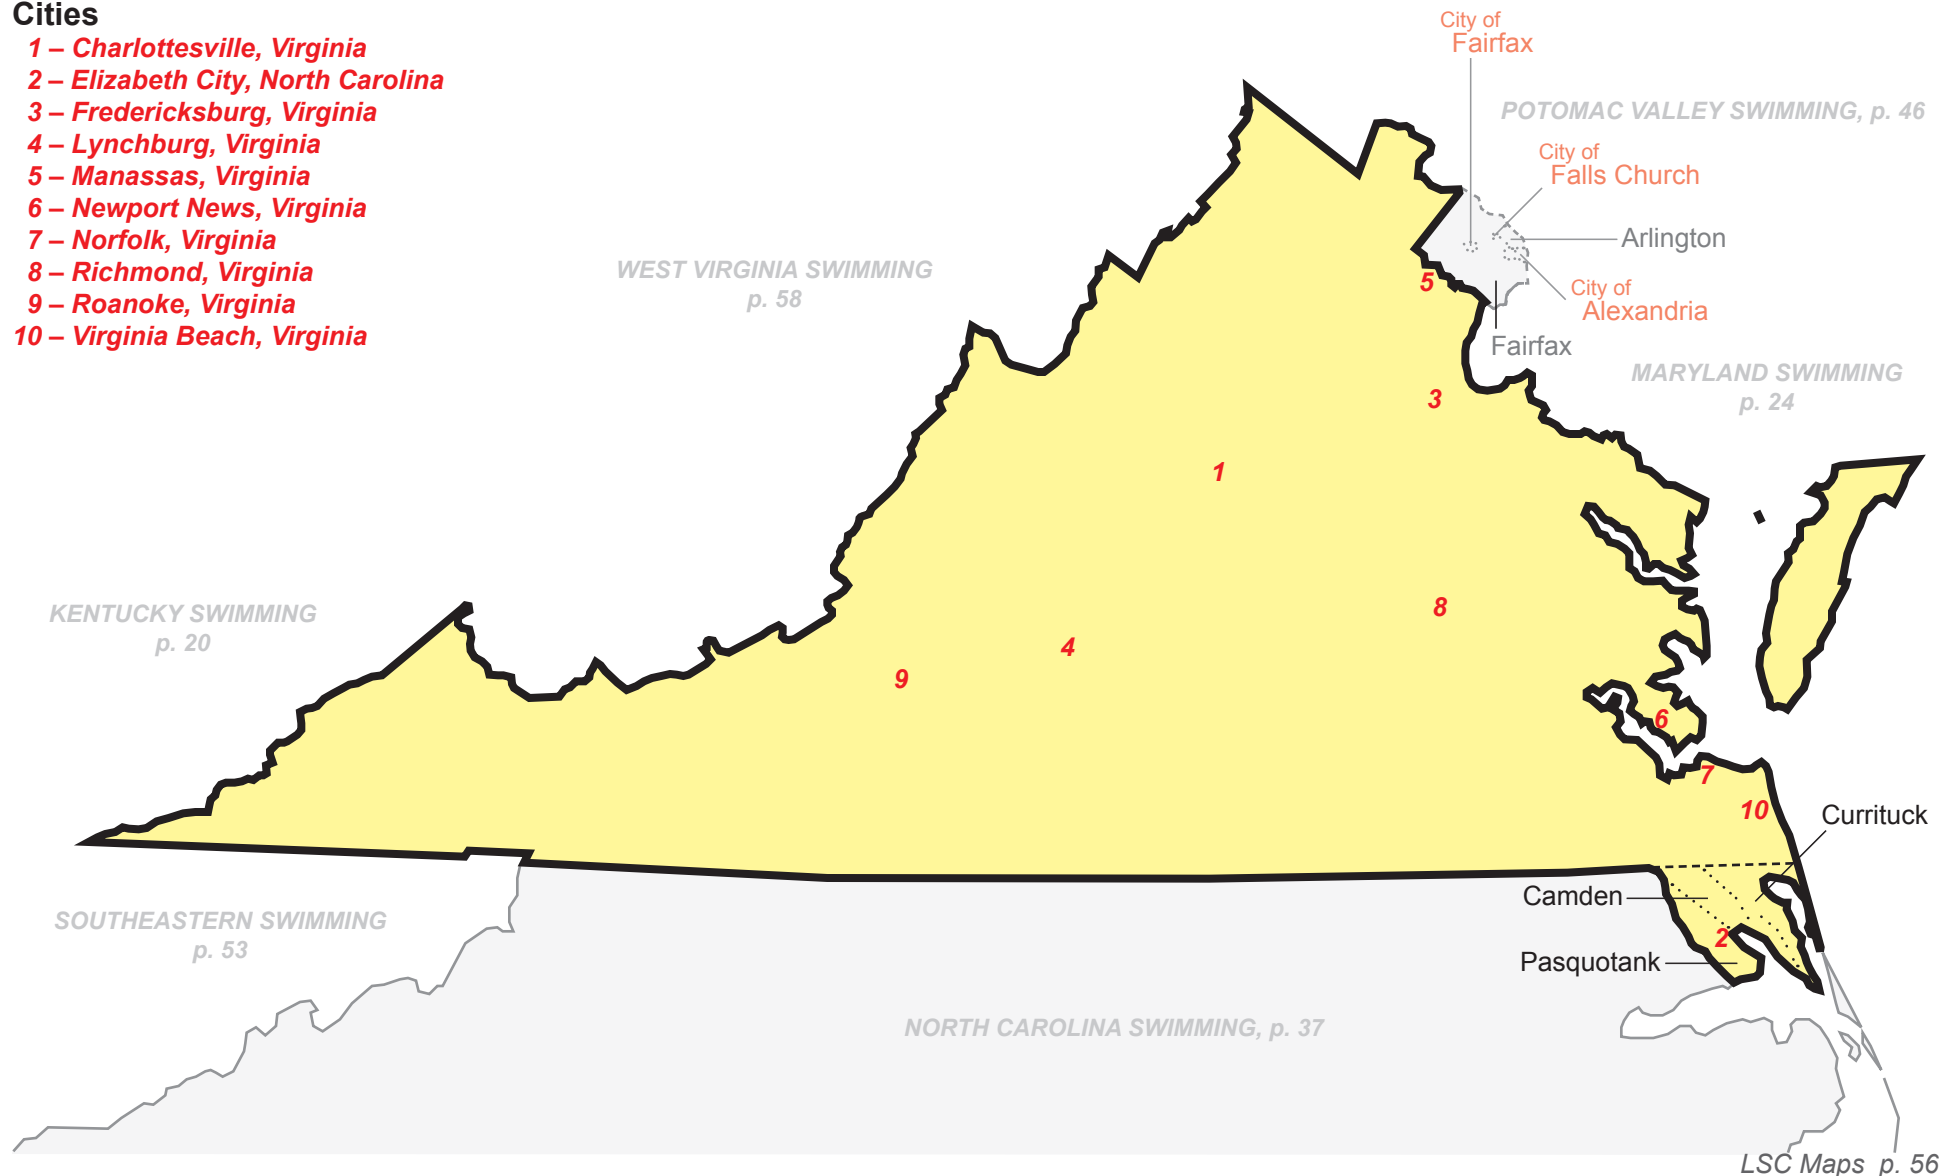 Cities
1 – Charlottesville, Virginia
2 – Elizabeth City, North Carolina
3 – Fredericksburg, Virginia
4 – Lynchburg, Virginia
5 – Manassas, Virginia
6 – Newport News, Virginia
7 – Norfolk, Virginia
8 – Richmond, Virginia
9 – Roanoke, Virginia
10 – Virginia Beach, Virginia
City of
Fairfax
POTOMAC VALLEY SWIMMING, p. 46
City of
Falls Church
Arlington
City of
Alexandria
Fairfax
WEST VIRGINIA SWIMMING
p. 58
MARYLAND SWIMMING
p. 24
5
3
1
KENTUCKY SWIMMING
p. 20
8
4
9
6
7
10
Currituck
Camden
2
Pasquotank
SOUTHEASTERN SWIMMING
p. 53
NORTH CAROLINA SWIMMING, p. 37
LSC Maps p. 56